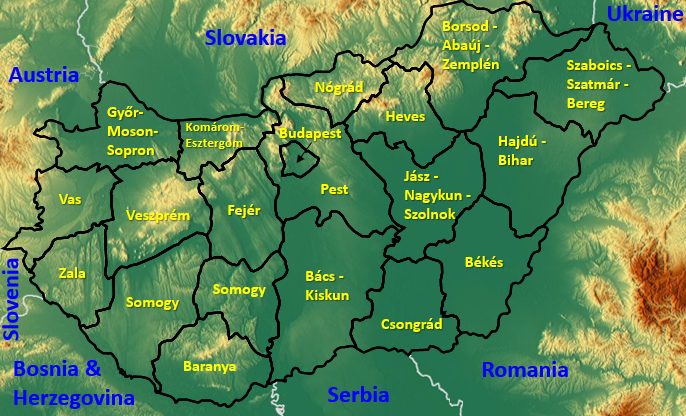 Ukraine
Borsod -
Abaúj -
Zemplén
Slovakia
Austria
Szaboics -
Szatmár -
Bereg
Nógrád
Heves
Győr-
Moson-
Sopron
Komárom-
Esztergom
Budapest
Hajdú -
Bihar
Jász -
Nagykun -
Szolnok
Pest
Vas
Veszprém
Fejér
Békés
Zala
Slovenia
Somogy
Somogy
Bács -
Kiskun
Csongrád
Baranya
Bosnia &
Herzegovina
Serbia
Romania